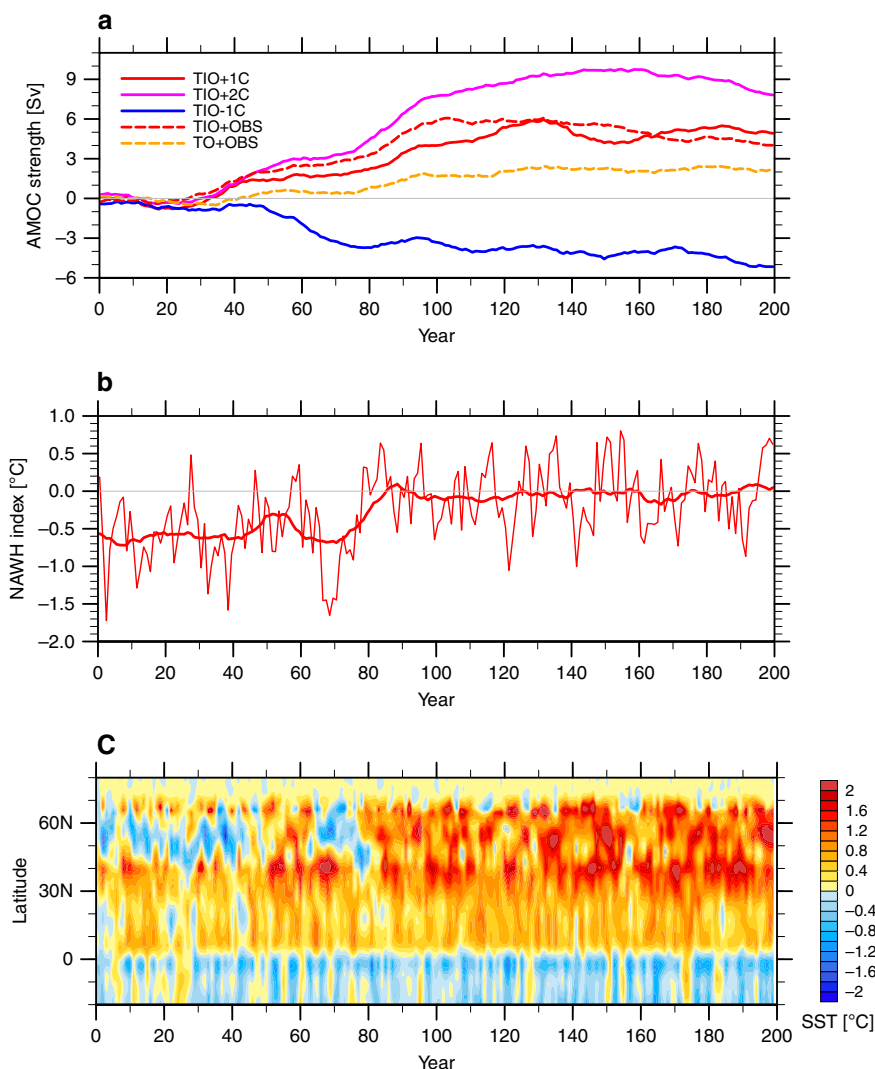 a
AMOC strength [Sv]
9
6
3
0
−3
−6
TIO+1C
TIO+2C
TIO-1C
TIO+OBS
TO+OBS
0 20 40 60 80 100 120 140 160 180 200
Year
b
NAWH index [°C]
1.0
0.5
0.0
−0.5
−1.0
−1.5
−2.0
0 20 40 60 80 100 120 140 160 180 200
Year
C
Latitude
60N
30N
0
0 20 40 60 80 100 120 140 160 180 200
Year
2
1.6
1.2
0.8
0.4
0
−0.4
−0.8
−1.2
−1.6
−2
SST [°C]